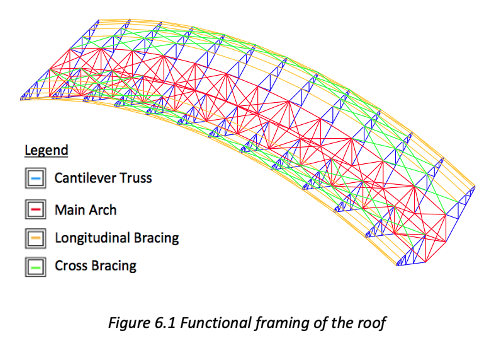 Legend
Cantilever Truss
Main Arch
Longitudinal Bracing
Cross Bracing
Figure 6.1 Functional framing of the roof